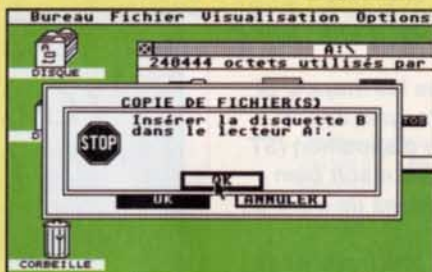 Bureau Fichier Visualisation Options
A:\
240444 octets utilisés par
DISQUE
COPIE DE FICHIER(S)
Insérer la disquette B
dans le lecteur A:.
STOP
OK
OK ANNULER
CORBEILLE